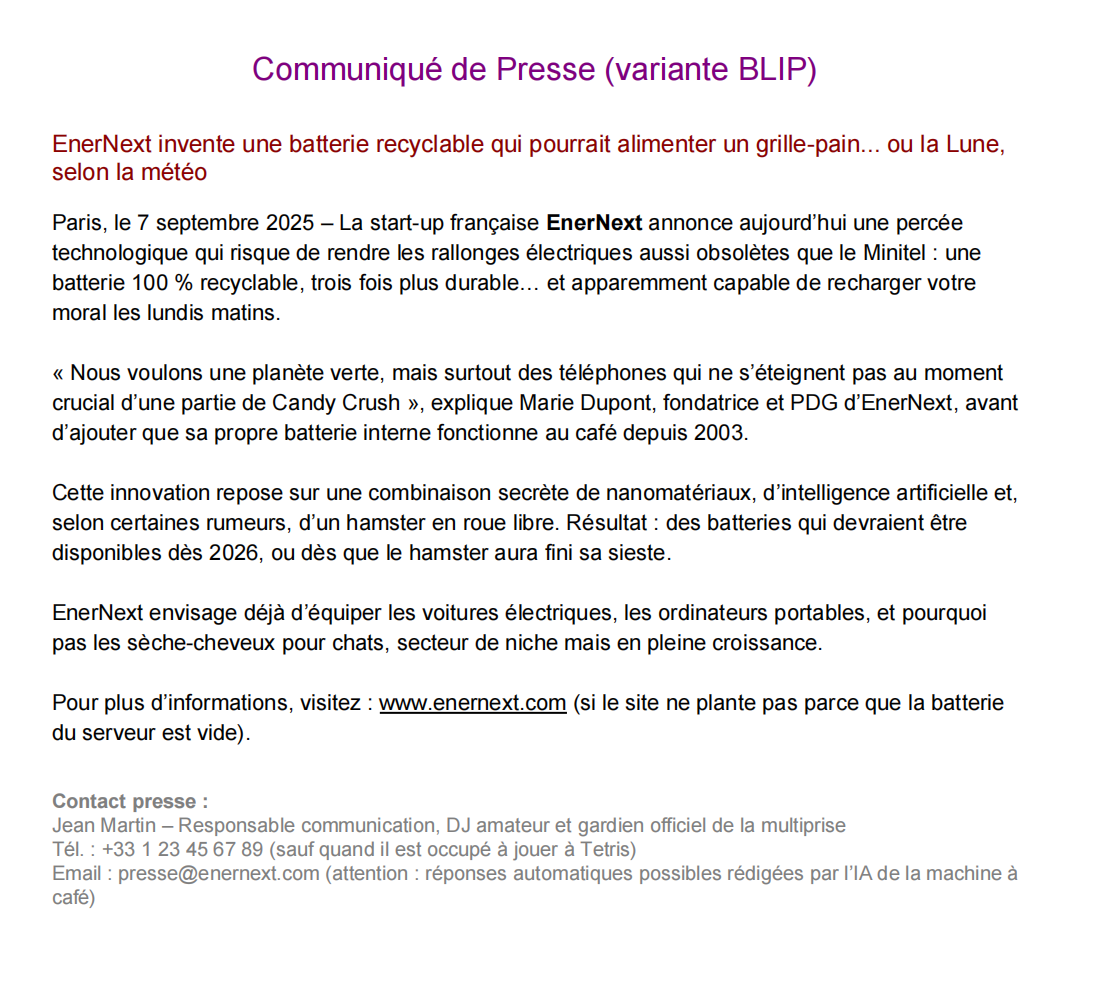 Communiqué de Presse (variante BLIP)
EnerNext invente une batterie recyclable qui pourrait alimenter un grille-pain... ou la Lune,
selon la météo
Paris, le 7 septembre 2025 – La start-up française EnerNext annonce aujourd’hui une percée
technologique qui risque de rendre les rallonges électriques aussi obsolètes que le Minitel : une
batterie 100 % recyclable, trois fois plus durable… et apparemment capable de recharger votre
moral les lundis matins.
« Nous voulons une planète verte, mais surtout des téléphones qui ne s’éteignent pas au moment
crucial d’une partie de Candy Crush », explique Marie Dupont, fondatrice et PDG d’EnerNext, avant
d’ajouter que sa propre batterie interne fonctionne au café depuis 2003.
Cette innovation repose sur une combinaison secrète de nanomatériaux, d’intelligence artificielle et,
selon certaines rumeurs, d’un hamster en roue libre. Résultat : des batteries qui devraient être
disponibles dès 2026, ou dès que le hamster aura fini sa sieste.
EnerNext envisage déjà d’équiper les voitures électriques, les ordinateurs portables, et pourquoi
pas les sèche-cheveux pour chats, secteur de niche mais en pleine croissance.
Pour plus d’informations, visitez : www.enernext.com (si le site ne plante pas parce que la batterie
du serveur est vide).
Contact presse :
Jean Martin – Responsable communication, DJ amateur et gardien officiel de la multiprise
Tél. : +33 1 23 45 67 89 (sauf quand il est occupé à jouer à Tetris)
Email : presse@enernext.com (attention : réponses automatiques possibles rédigées par l’IA de la machine à
café)